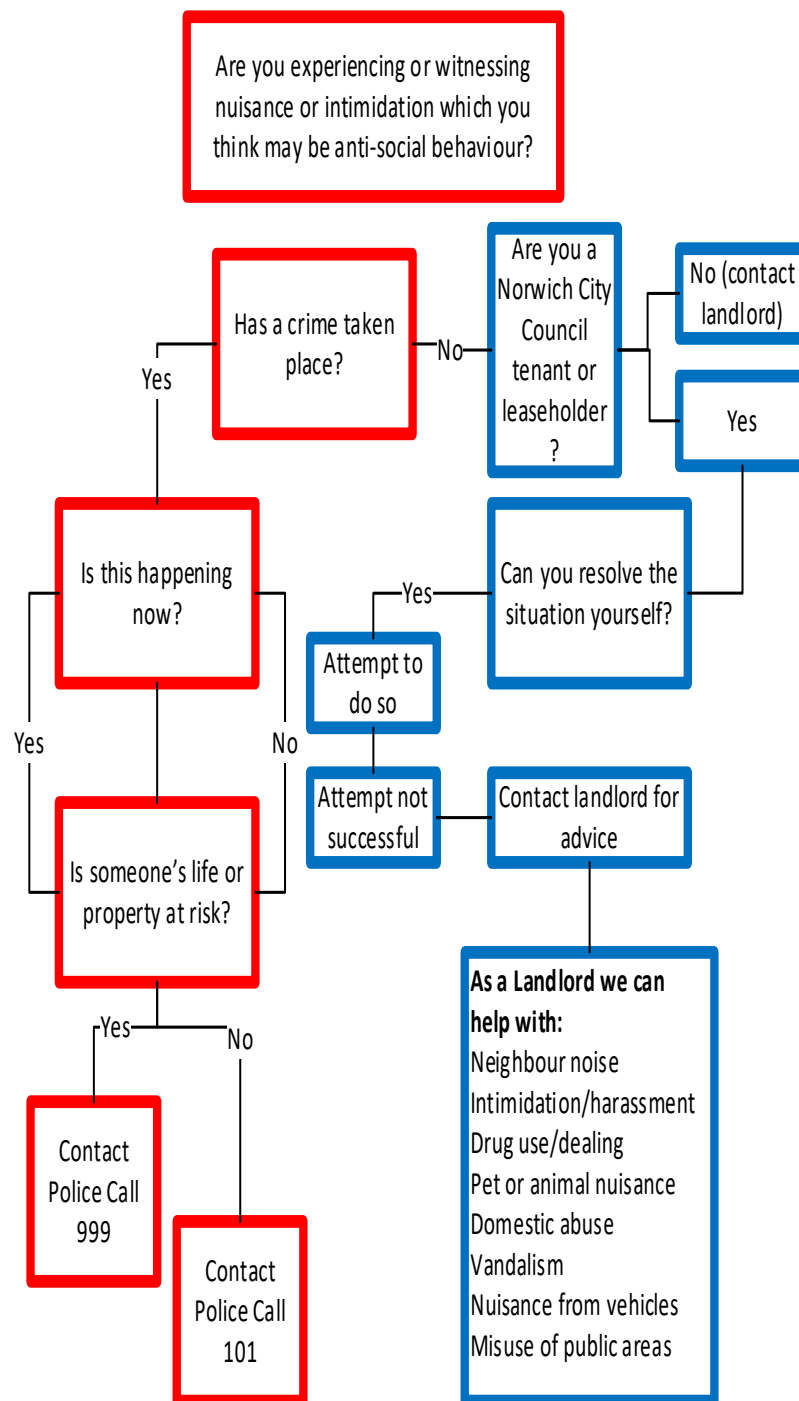 Are you experiencing or witnessing
nuisance or intimidation which you
think may be anti-social behaviour?
Has a crime taken
place?
Yes
No
Are you a
Norwich City
Council
tenant or
leaseholder
?
No (contact
landlord)
Yes
Is this happening
now?
Yes
No
Can you resolve the
situation yourself?
Yes
Attempt to
do so
Attempt not
successful
Contact landlord for
advice
Is someone's life or
property at risk?
Yes
No
Contact
Police Call
999
Contact
Police Call
101
As a Landlord we can
help with:
Neighbour noise
Intimidation/harassment
Drug use/dealing
Pet or animal nuisance
Domestic abuse
Vandalism
Nuisance from vehicles
Misuse of public areas